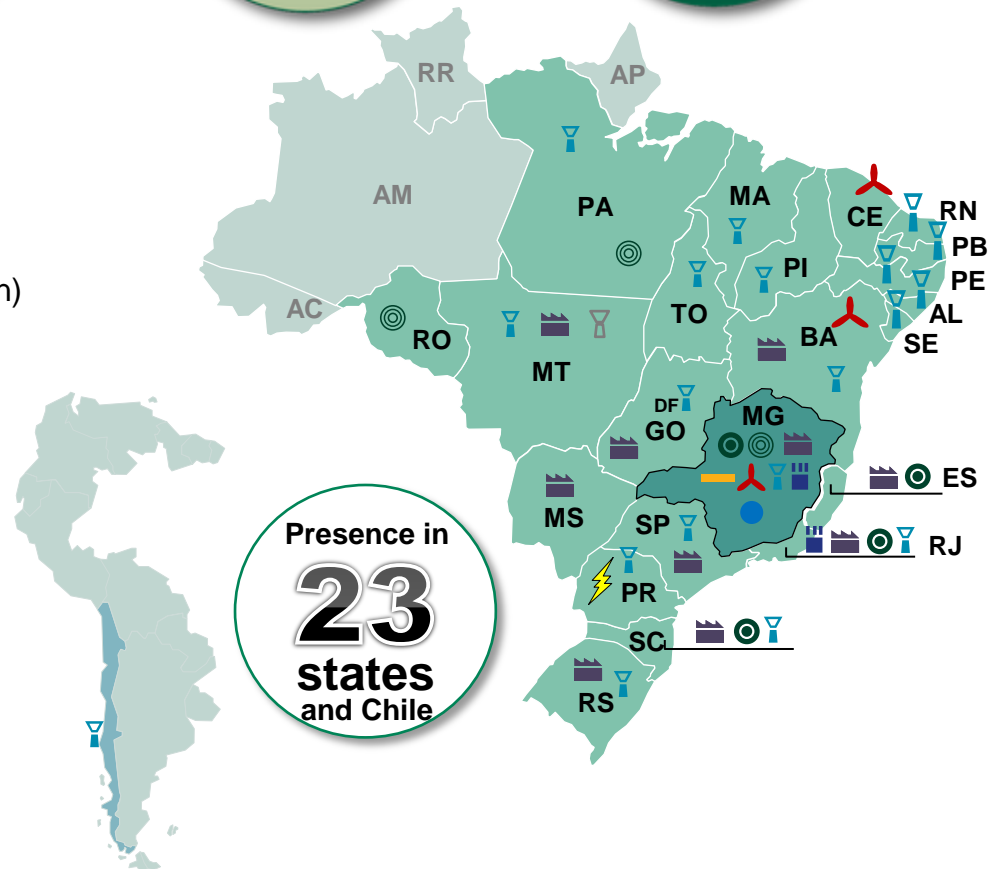 RR
AP
AM
PA
MA
CE
RN
PB
PI
PE
n)
AC
RO
TO
AL
BA
SE
MT
DF
GO
MG
ES
MS
SP
RJ
Presence in
23
states
and Chile
PR
SC
RS